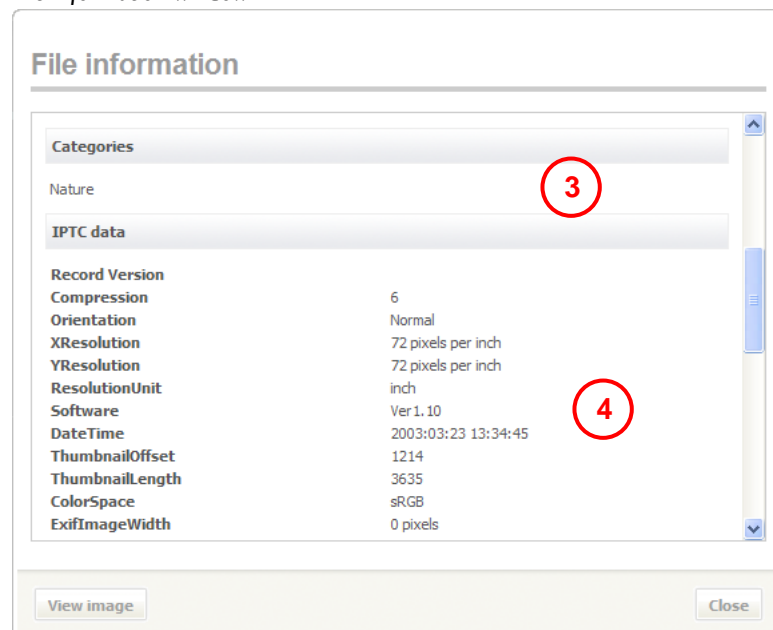 File information
Categories
Nature
3
IPTC data
Record Version
Compression 6
Orientation Normal
XResolution 72 pixels per inch
YResolution 72 pixels per inch
ResolutionUnit inch
Software Ver1.10
4
DateTime 2003:03:23 13:34:45
ThumbnailOffset 1214
ThumbnailLength 3635
ColorSpace sRGB
ExifImageWidth 0 pixels
View image Close